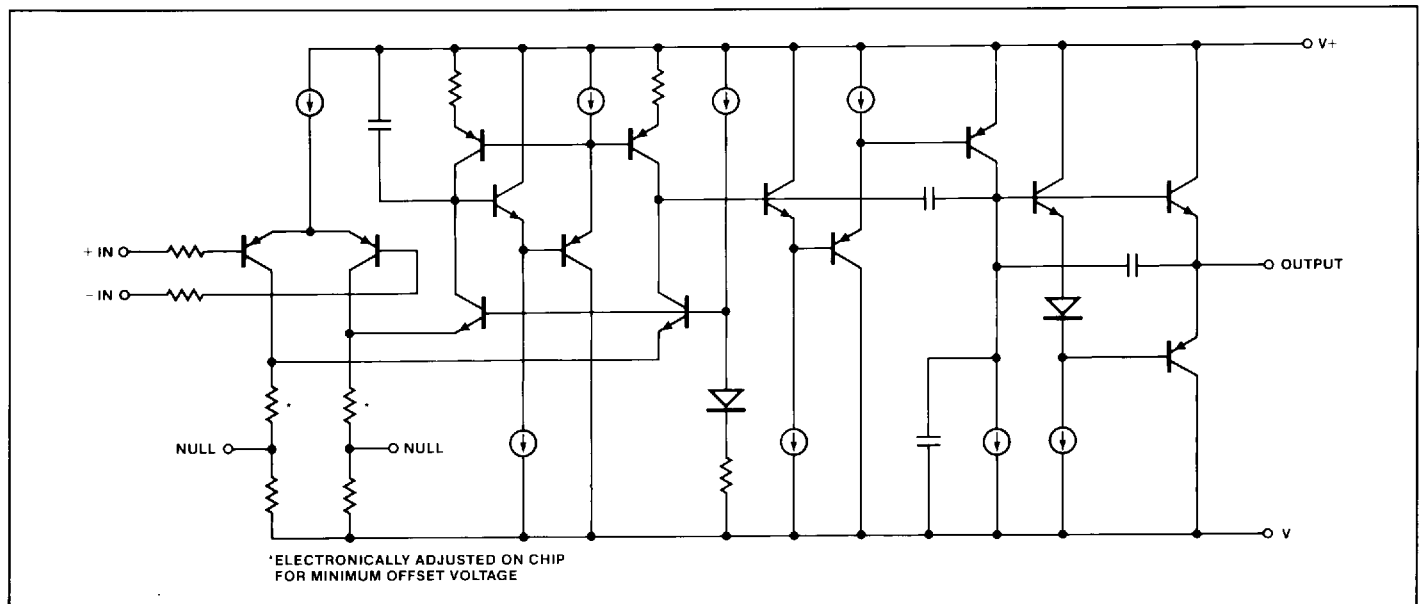 V+
+ IN
− IN
OUTPUT
*
*
NULL
NULL
V
*ELECTRONICALLY ADJUSTED ON CHIP
FOR MINIMUM OFFSET VOLTAGE